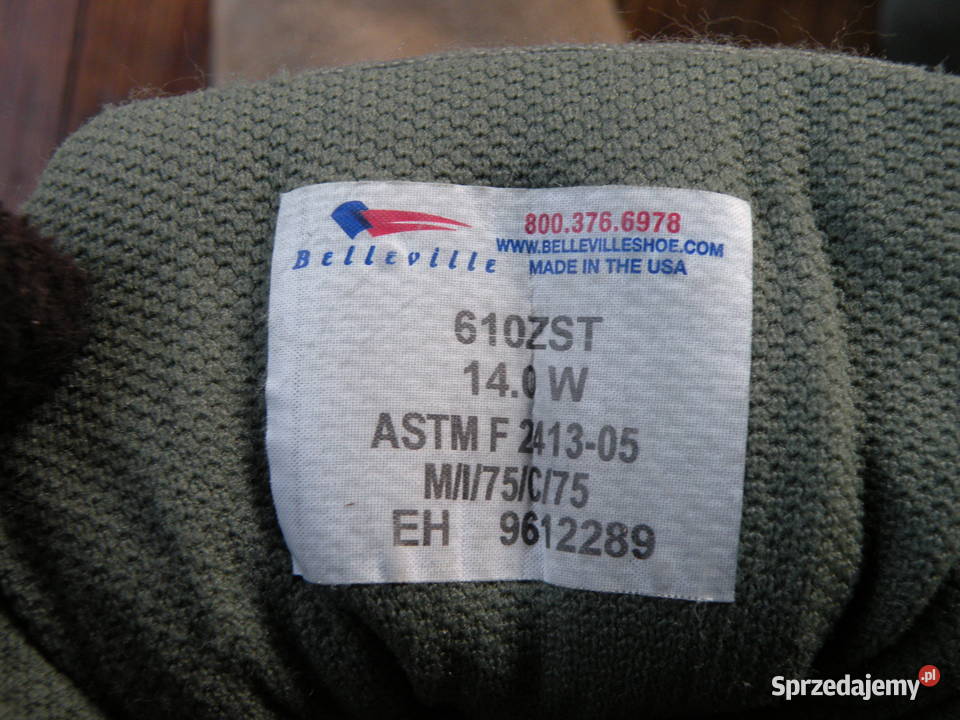 Belleville
800.376.6978
WWW.BELLEVILLESHOE.COM
MADE IN THE USA
610ZST
14.0 W
ASTM F 2413-05
M/I/75/C/75
EH 9612289
Sprzedajemy.pl